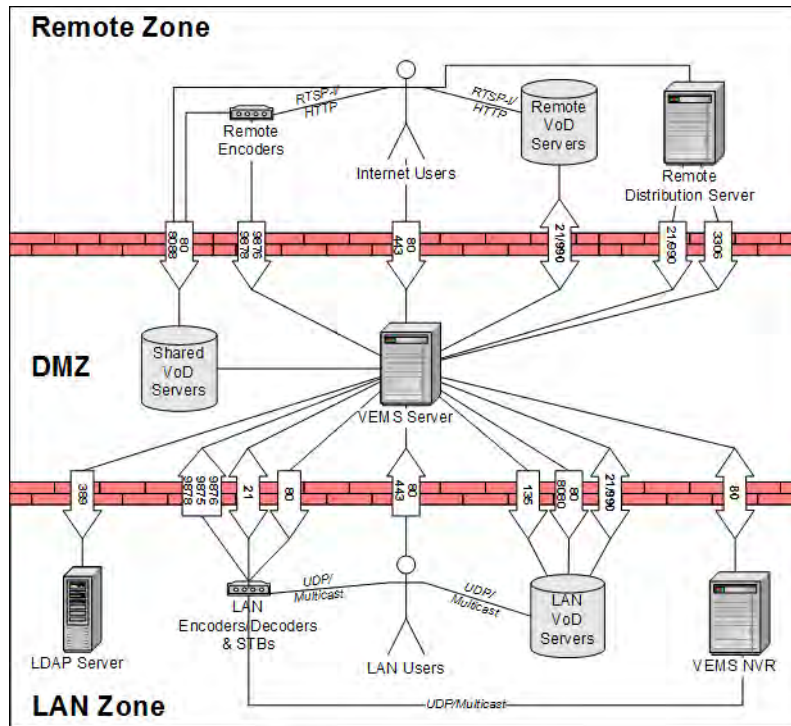 Remote Zone
RTSP-I/
HTTP
RTSP-I/
HTTP
Remote
Encoders
Internet Users
Remote
VoD
Servers
Remote
Distribution Server
80
8088
9876
9878
80
443
21/990
21/990
3306
Shared
VoD
Servers
DMZ
VEMS Server
389
9876
9875
9878
21
80
80
443
135
80
8080
21/990
80
UDP/
Multicast
UDP/
Multicast
LDAP Server
LAN
Encoders/Decoders
& STBs
LAN Users
LAN
VoD
Servers
VEMS NVR
UDP/Multicast
LAN Zone